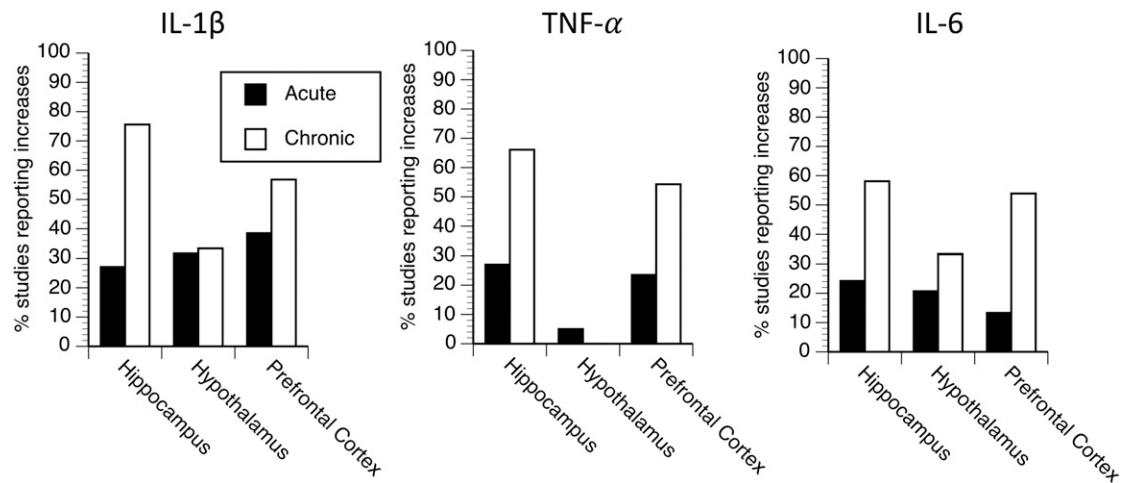 IL-1β
% studies reporting increases
100
90
80
70
60
50
40
30
20
10
0
Acute
Chronic
Hippocampus
Hypothalamus
Prefrontal Cortex
TNF-α
% studies reporting increases
100
90
80
70
60
50
40
30
20
10
0
Hippocampus
Hypothalamus
Prefrontal Cortex
IL-6
% studies reporting increases
100
90
80
70
60
50
40
30
20
10
0
Hippocampus
Hypothalamus
Prefrontal Cortex